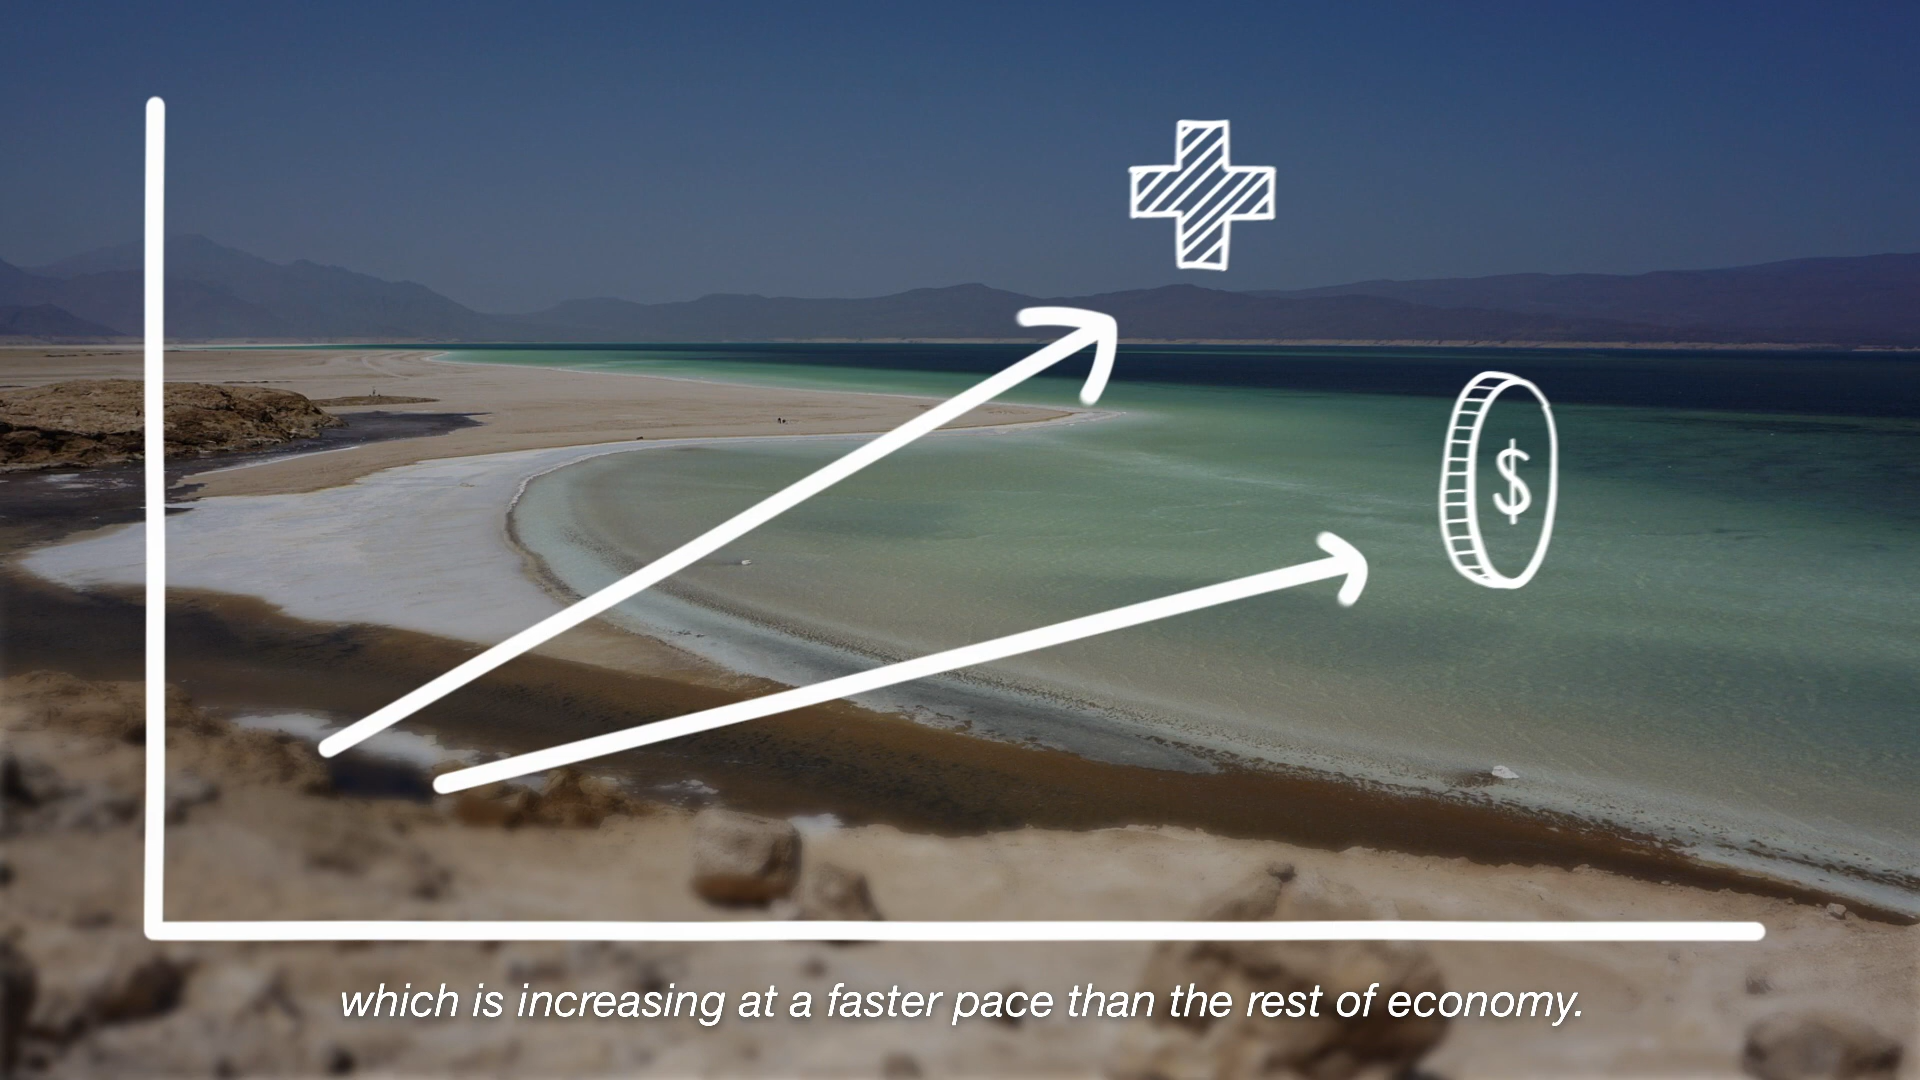 $
which is increasing at a faster pace than the rest of economy.